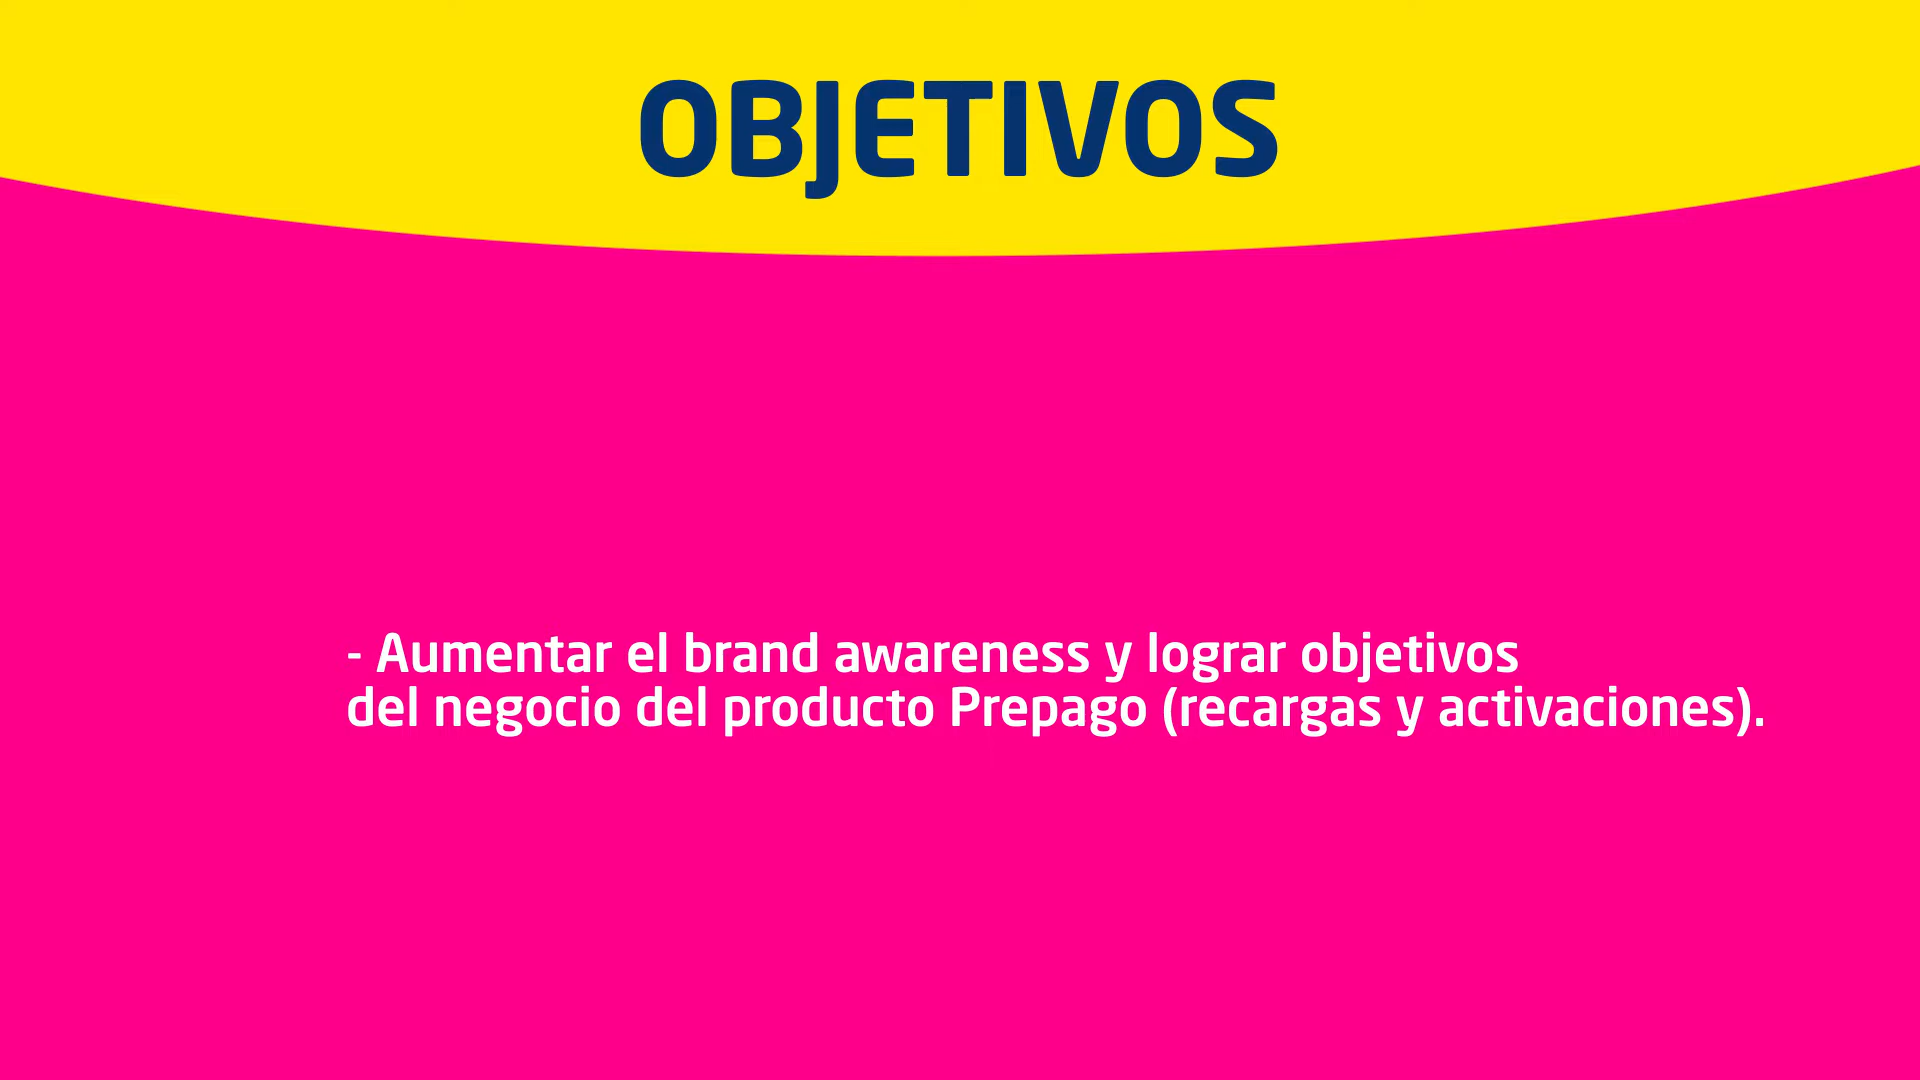 OBJETIVOS
- Aumentar el brand awareness y lograr objetivos
del negocio del producto Prepago (recargas y activaciones).